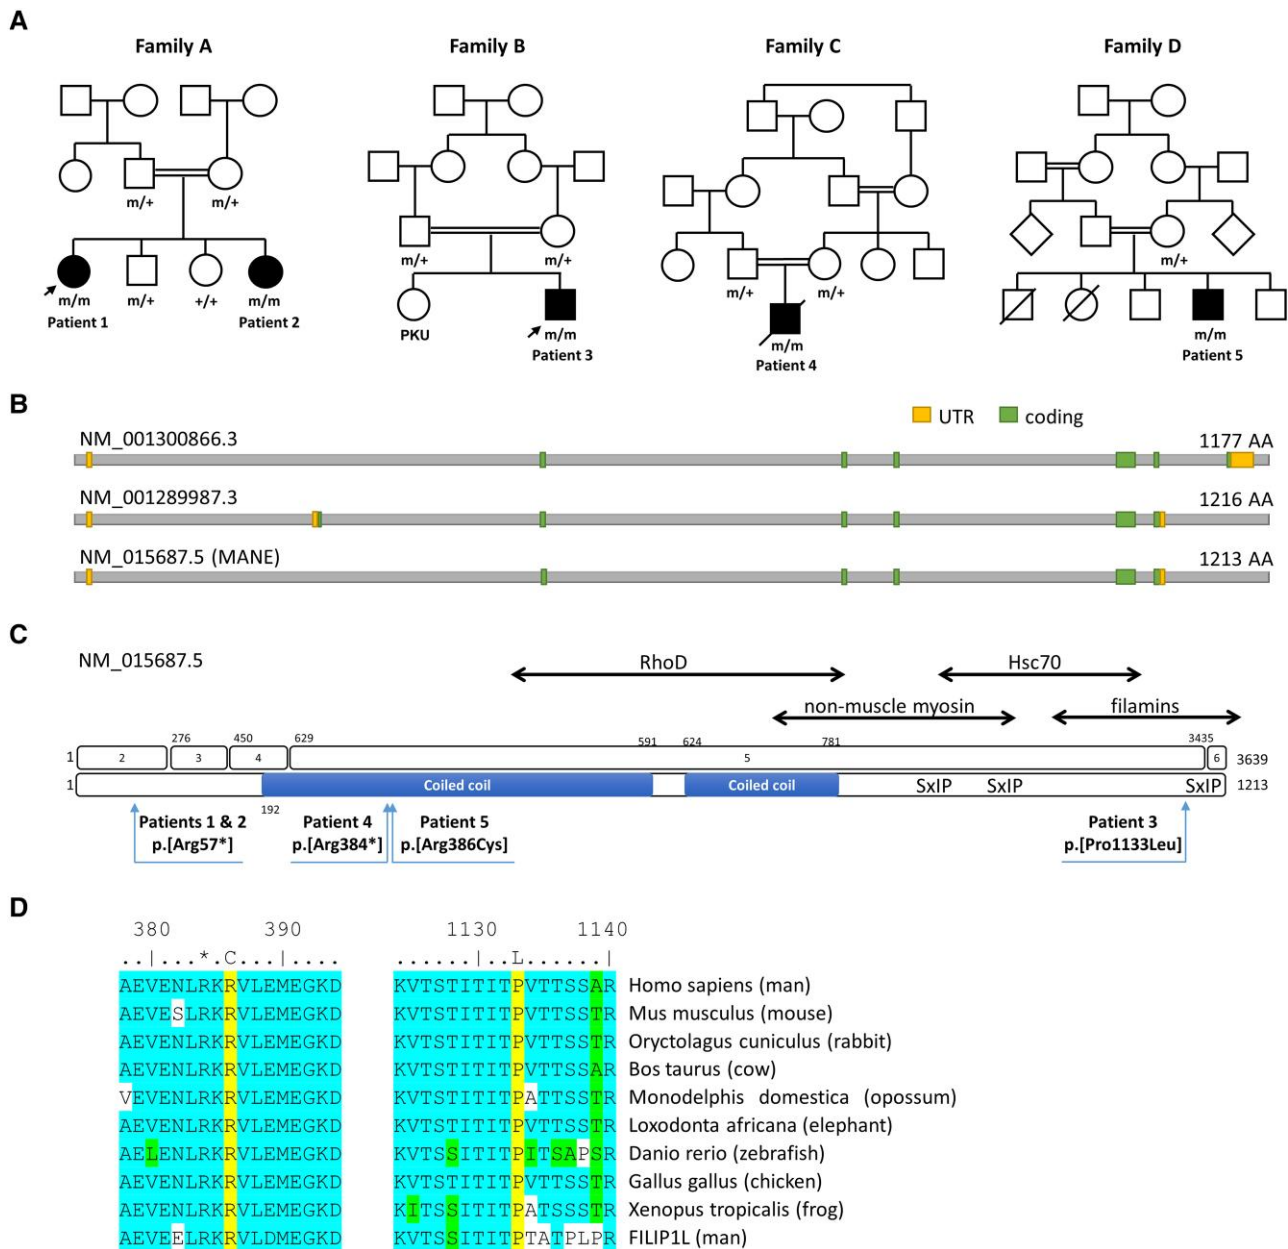 A
Family A
Family B
Family C
Family D
m/+ m/+
m/+ m/+
m/+ m/+
m/+
m/m m/+ +/+ m/m
Patient 1 Patient 2
PKU
m/m
Patient 3
m/m
Patient 4
m/m
Patient 5
B
UTR coding
NM_001300866.3 1177 AA
NM_001289987.3 1216 AA
NM_015687.5 (MANE) 1213 AA
C
NM_015687.5
RhoD Hsc70
non-muscle myosin filamins
276 450 629 591 624 781 3435
1 2 3 4 5 6 3639
1 Coiled coil Coiled coil SxIP SxIP SxIP 1213
192
Patients 1 & 2
p.[Arg57*]
Patient 4
p.[Arg384*]
Patient 5
p.[Arg386Cys]
Patient 3
p.[Pro1133Leu]
D
380 390 1130 1140
..|...*.C...|.... ......|..L......|
AEVENLRKRVLEMEGKD KVTSTITITPVTTSSAR Homo sapiens (man)
AEVESLRKRVLEMEGKD KVTSTITITPVTTSSTR Mus musculus (mouse)
AEVENLRKRVLEMEGKD KVTSTITITPVTTSSTR Oryctolagus cuniculus (rabbit)
AEVENLRKRVLEMEGKD KVTSTITITPVTTSSAR Bos taurus (cow)
VEVENLRKRVLEMEGKD KVTSTITITPATTSSTR Monodelphis domestica (opossum)
AEVENLRKRVLEMEGKD KVTSTITITPVTTSSTR Loxodonta africana (elephant)
AELENLRKRVLEMEGKD KVTSSITITPITSAPSR Danio rerio (zebrafish)
AEVENLRKRVLEMEGKD KVTSTITITPVTTSSTR Gallus gallus (chicken)
AEVENLRKRVLEMEGKD KITSSITITPATSSSTR Xenopus tropicalis (frog)
AEVEELRKRVLDMEGKD KVTSSITITPTATPLPR FILIP1L (man)